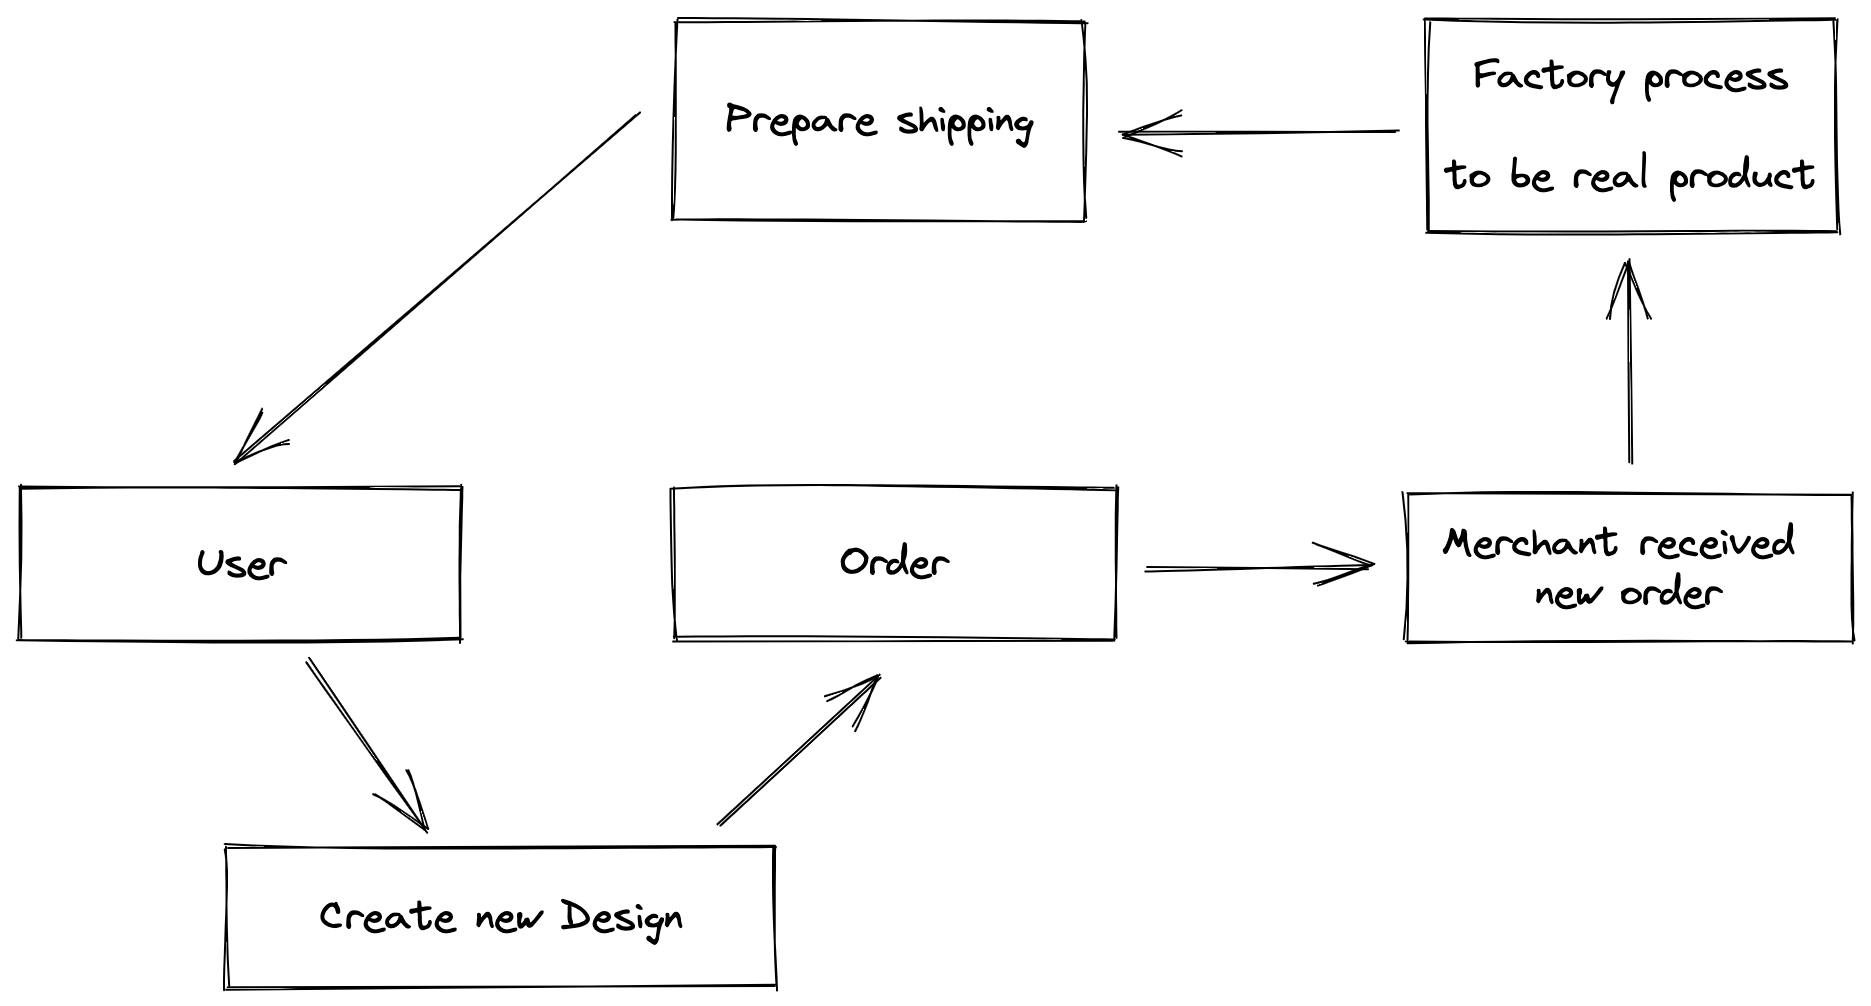 Prepare shipping
Factory process
to be real product
User
Order
Merchant received
new order
Create new Design